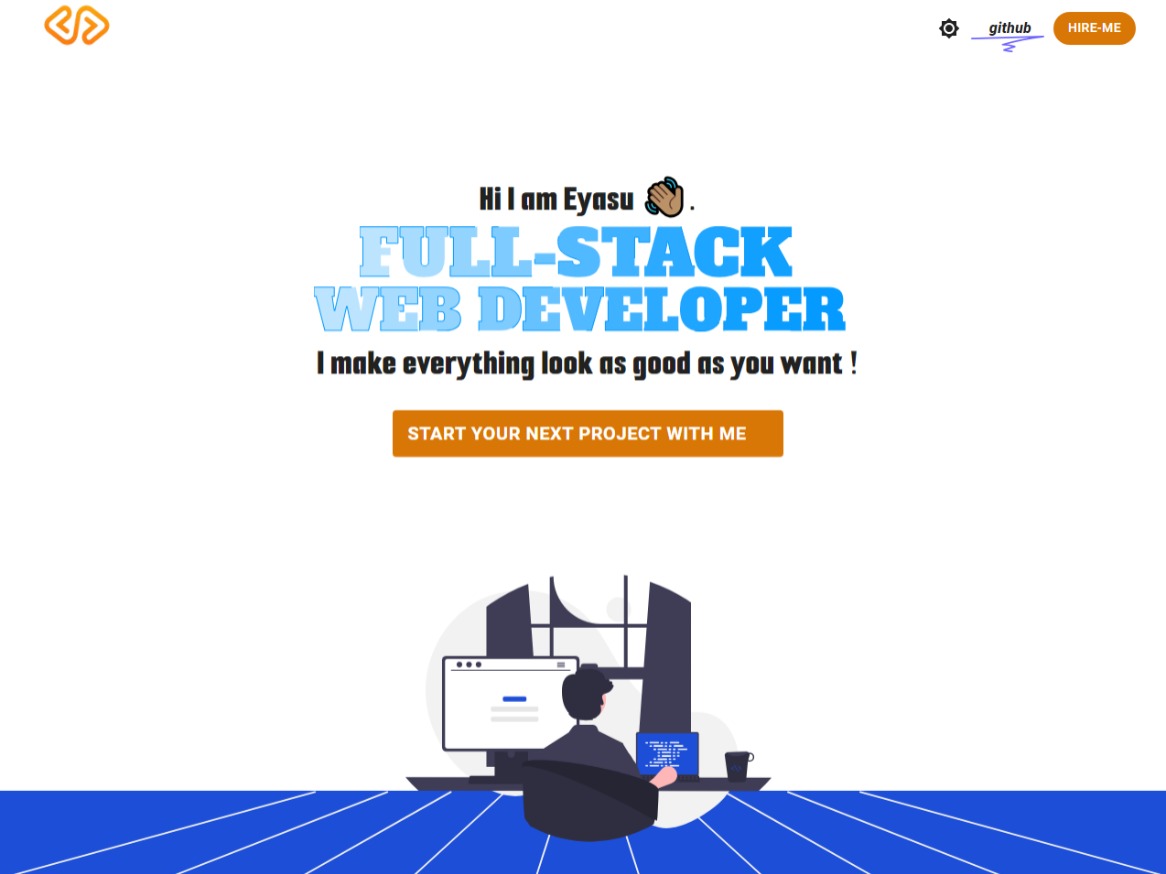 github
HIRE-ME
Hi I am Eyasu 👋🏽 .
FULL-STACK
WEB DEVELOPER
I make everything look as good as you want !
START YOUR NEXT PROJECT WITH ME